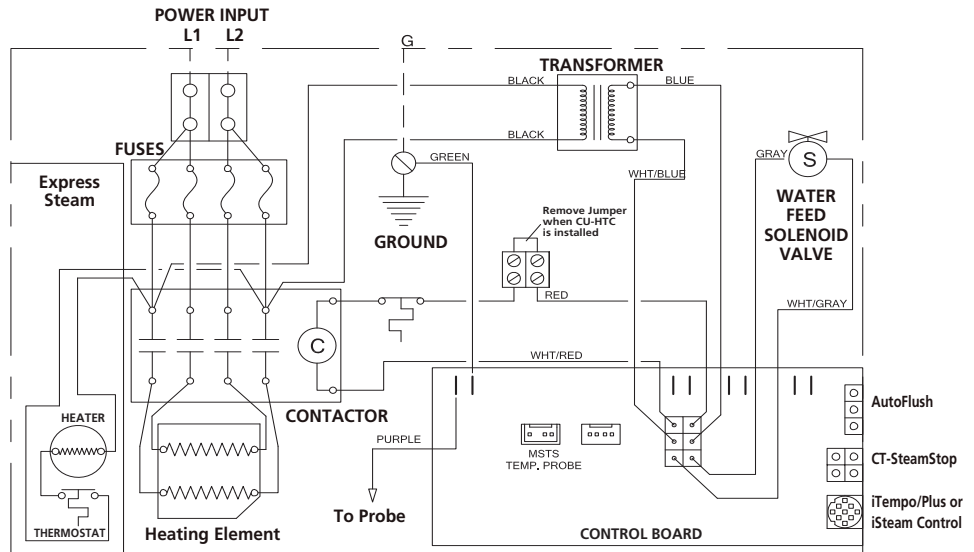 POWER INPUT
L1 L2
G
TRANSFORMER
BLACK
BLUE
BLACK
FUSES
GREEN
GRAY
S
Express
Steam
WHT/BLUE
WATER
FEED
SOLENOID
VALVE
Remove Jumper
when CU-HTC
is installed
GROUND
RED
WHT/GRAY
C
WHT/RED
CONTACTOR
AutoFlush
HEATER
PURPLE
MSTS
TEMP. PROBE
CT-SteamStop
To Probe
iTempo/Plus or
iSteam Control
THERMOSTAT
Heating Element
CONTROL BOARD